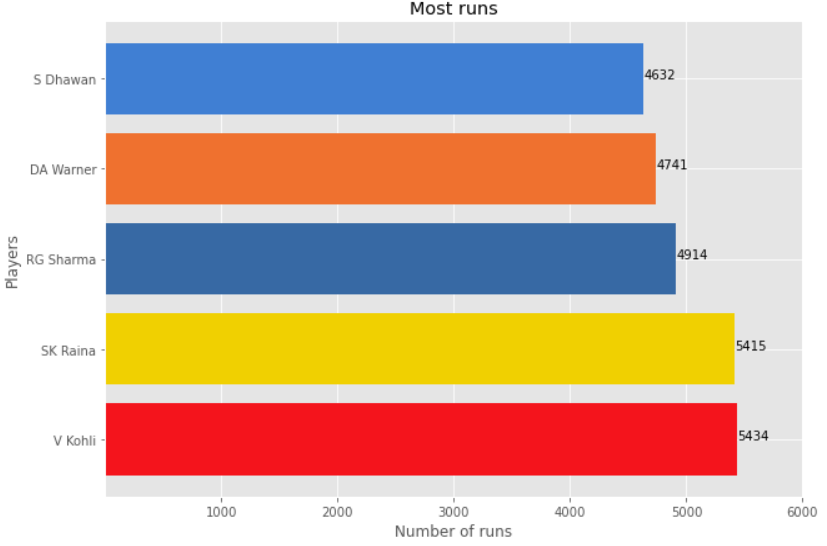 Most runs
Players
S Dhawan
4632
DA Warner
4741
RG Sharma
4914
SK Raina
5415
V Kohli
5434
1000 2000 3000 4000 5000 6000
Number of runs